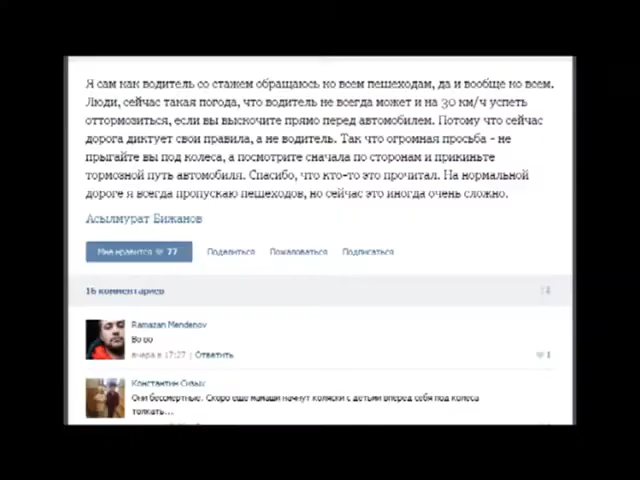 Я сам как водитель со стажем обращаюсь ко всем пешеходам, да и вообще ко всем.
Люди, сейчас такая погода, что водитель не всегда может и на 30 км/ч успеть
оттормозиться, если вы выскочите прямо перед автомобилем. Потому что сейчас
дорога диктует свои правила, а не водитель. Так что огромная просьба - не
прыгайте вы под колеса, а посмотрите сначала по сторонам и прикиньте
тормозной путь автомобиля. Спасибо, что кто-то это прочитал. На нормальной
дороге я всегда пропускаю пешеходов, но сейчас это иногда очень сложно.
Асылмурат Бижанов
Мне нравится 77 Поделиться Пожаловаться Подписаться
16 комментариев
Ramazan Mendenov
Во во
вчера в 17:27 | Ответить 1
Константин Сизых
Они бессмертные. Скоро еще мамаши начнут коляски с детьми вперед себя под колеса
толкать...